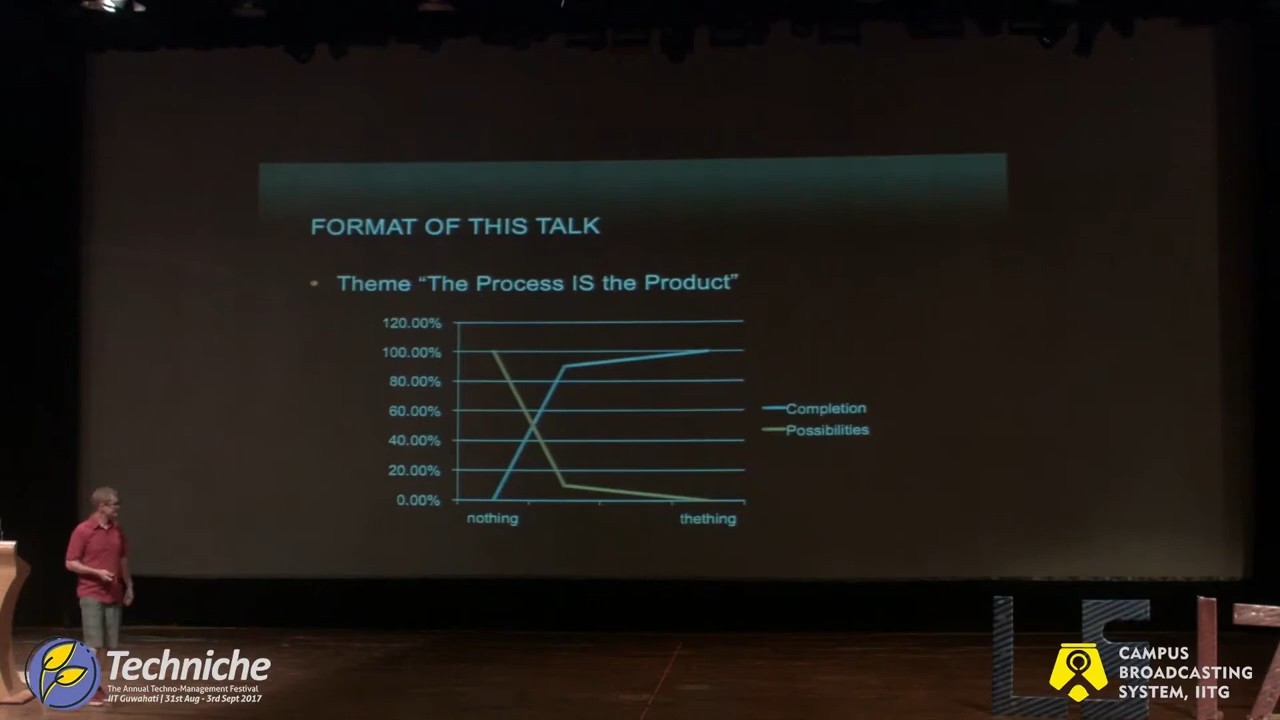 FORMAT OF THIS TALK
• Theme “The Process IS the Product”
120.00%
100.00%
80.00%
60.00%
40.00%
20.00%
0.00%
nothing
thething
Completion
Possibilities
Techniche
The Annual Techno-Management Festival
IIT Guwahati | 31st Aug - 3rd Sept 2017
CAMPUS
BROADCASTING
SYSTEM, IITG